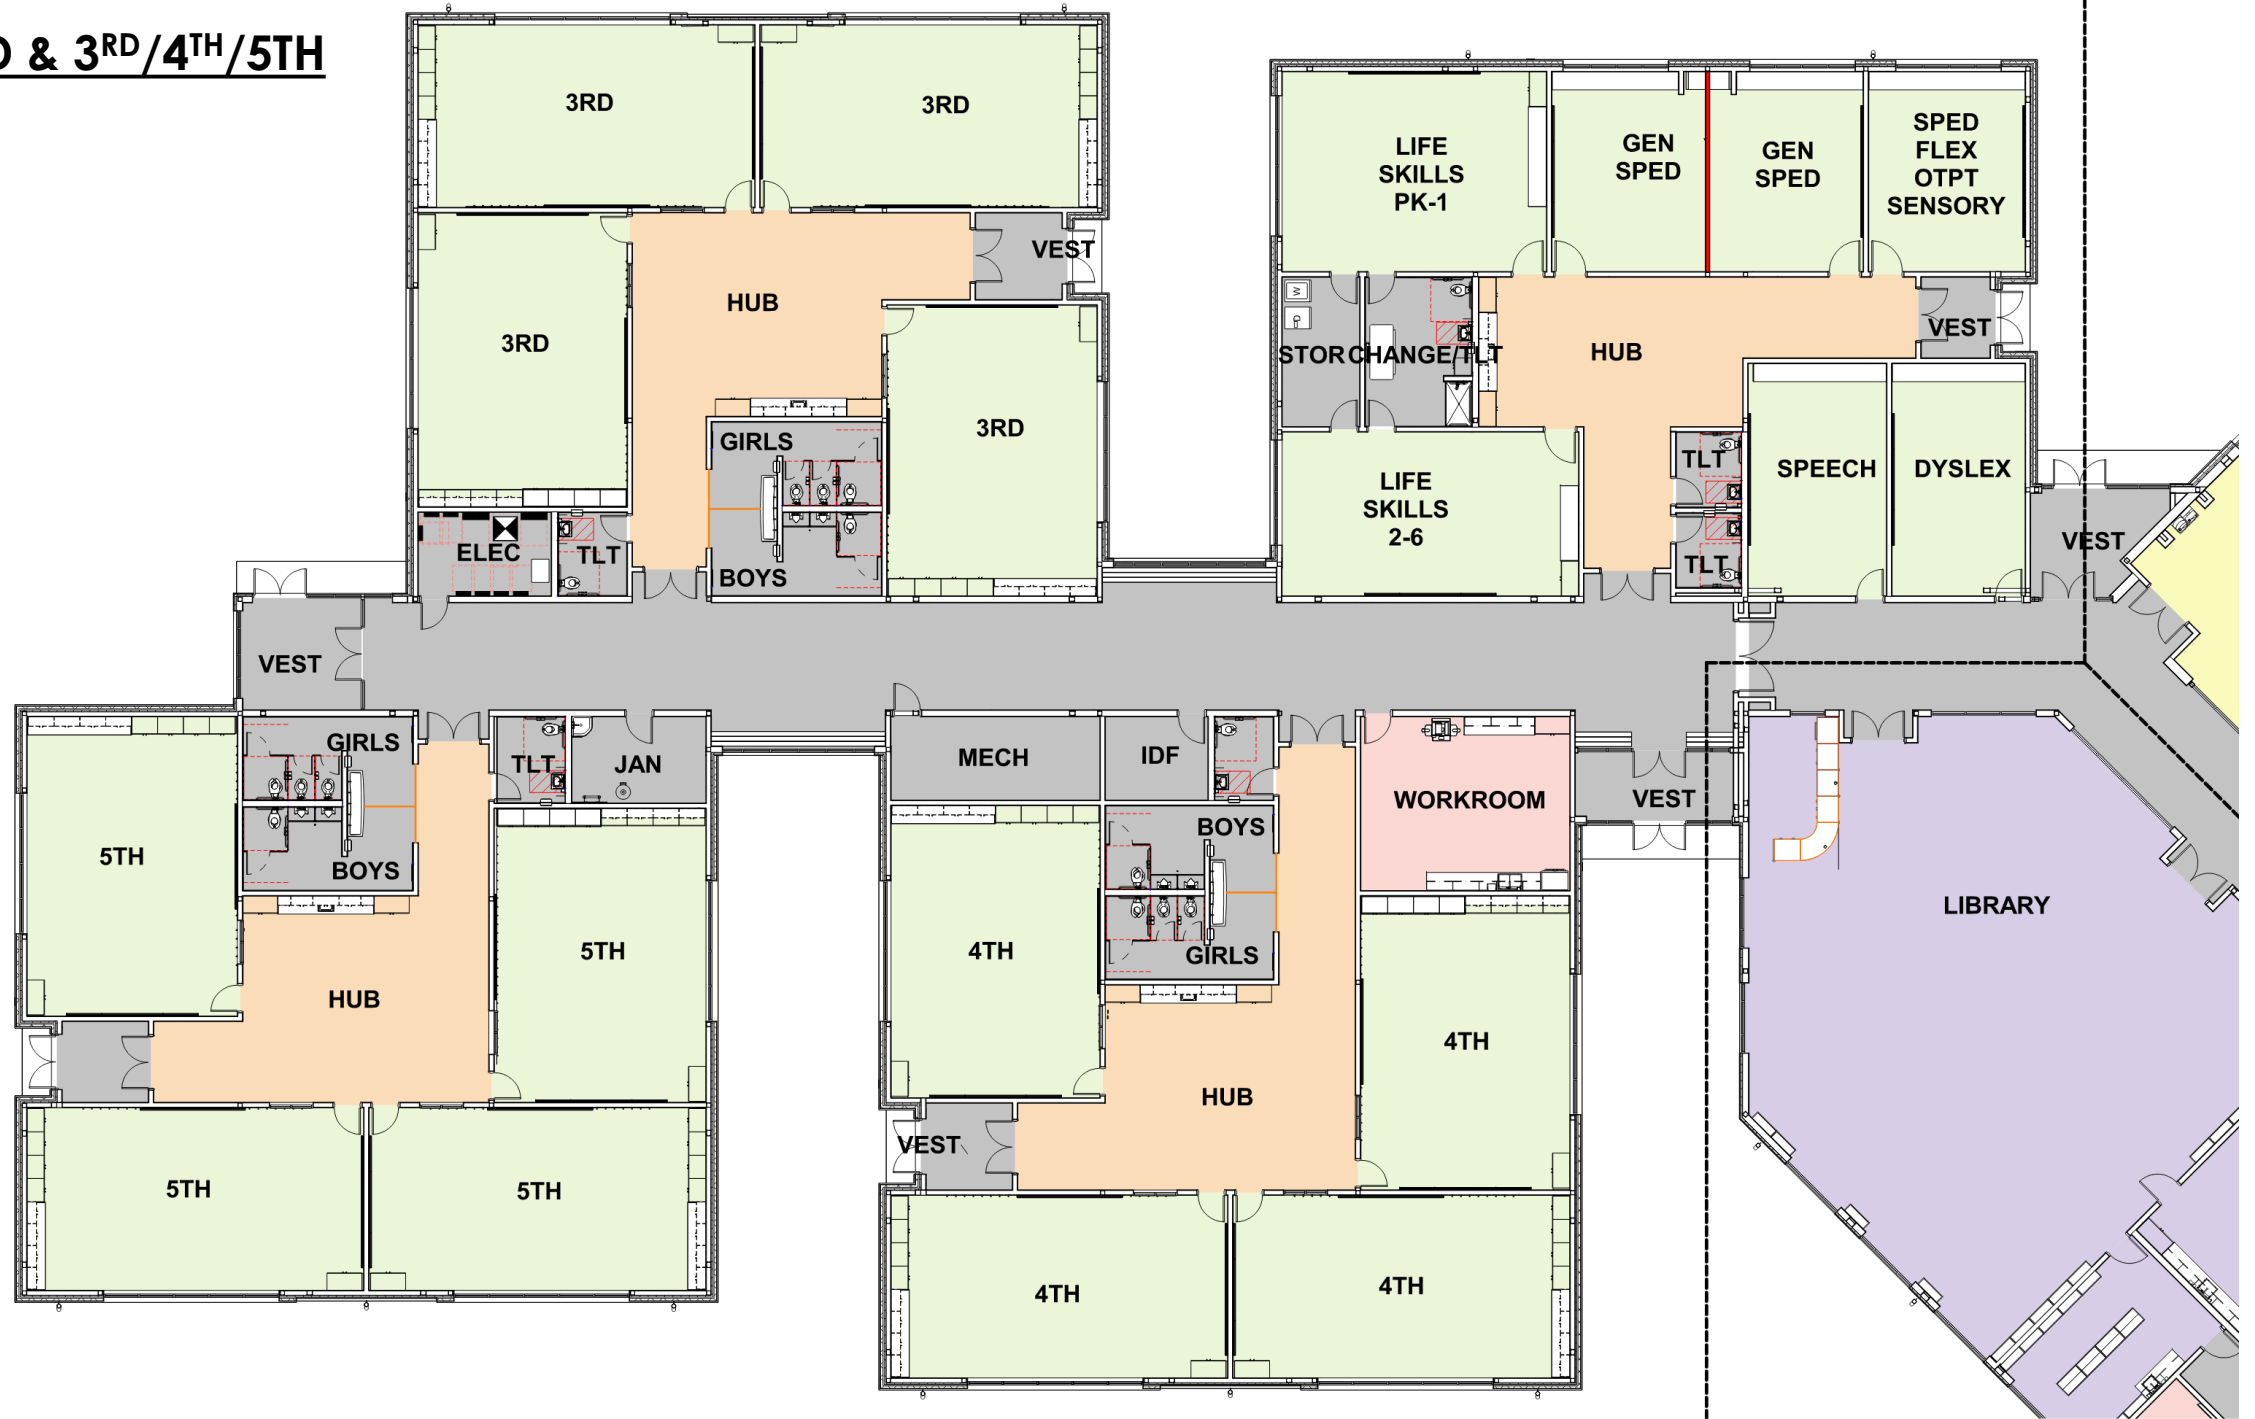 D & 3RD/4TH/5TH
3RD
3RD
3RD
HUB
VEST
3RD
GIRLS
BOYS
ELEC
TLT
LIFE
SKILLS
PK-1
GEN
SPED
GEN
SPED
SPED
FLEX
OTPT
SENSORY
W
D
STOR
CHANGE/TLT
HUB
VEST
LIFE
SKILLS
2-6
TLT
TLT
SPEECH
DYSLEX
VEST
VEST
5TH
GIRLS
BOYS
TLT
JAN
5TH
HUB
5TH
5TH
MECH
IDF
WORKROOM
VEST
4TH
BOYS
GIRLS
4TH
HUB
VEST
4TH
4TH
LIBRARY